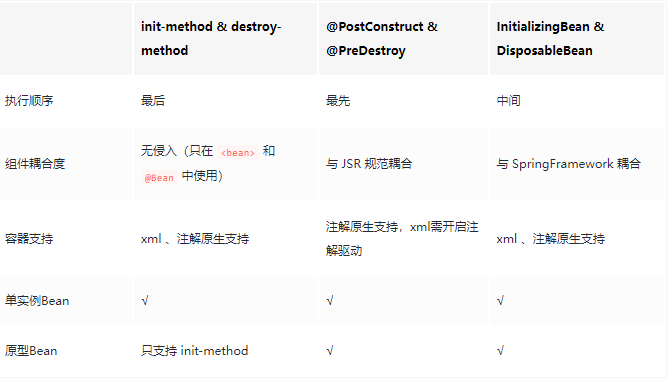 init-method & destroy-method
@PostConstruct & @PreDestroy
InitializingBean & DisposableBean
执行顺序
最后
最先
中间
组件耦合度
无侵入（只在 <bean> 和
@Bean 中使用）
与 JSR 规范耦合
与 SpringFramework 耦合
容器支持
xml 、注解原生支持
注解原生支持，xml需开启注
解驱动
xml 、注解原生支持
单实例Bean
√
√
√
原型Bean
只支持 init-method
√
√